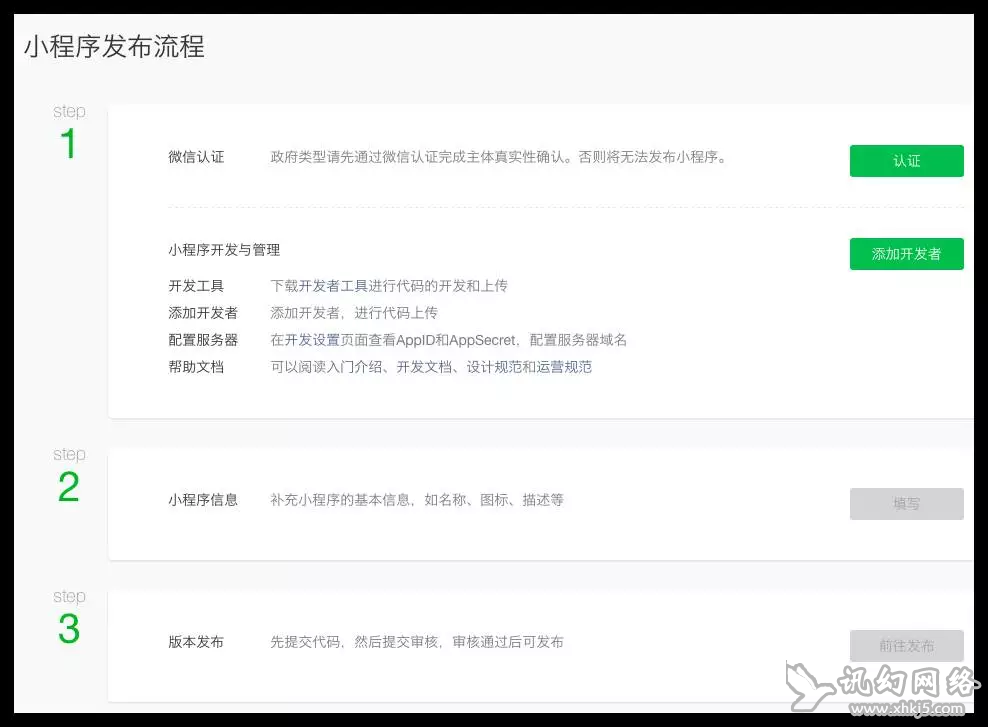 小程序发布流程
step
1
微信认证 政府类型请先通过微信认证完成主体真实性确认。否则将无法发布小程序。 认证
小程序开发与管理 添加开发者
开发工具 下载开发者工具进行代码的开发和上传
添加开发者 添加开发者，进行代码上传
配置服务器 在开发设置页面查看AppID和AppSecret，配置服务器域名
帮助文档 可以阅读入门介绍、开发文档、设计规范和运营规范
step
2
小程序信息 补充小程序的基本信息，如名称、图标、描述等 填写
step
3
版本发布 先提交代码，然后提交审核，审核通过后可发布 前往发布
讯幻网络
www.xhkj5.com